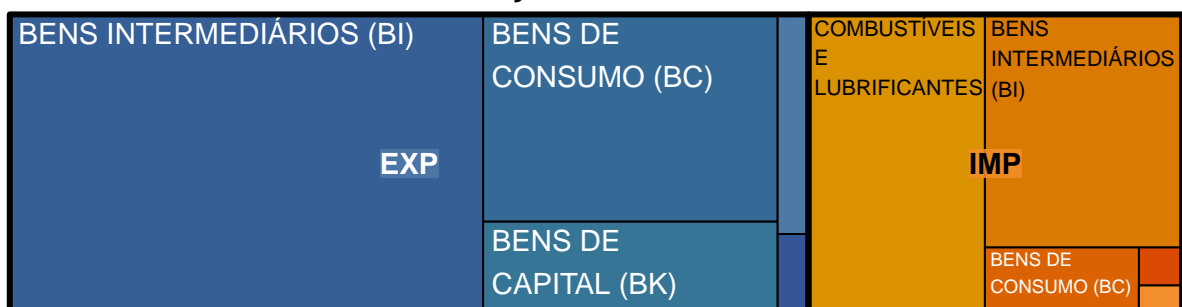 BENS INTERMEDIÁRIOS (BI)
BENS DE
CONSUMO (BC)
EXP
BENS DE
CAPITAL (BK)
COMBUSTÍVEIS
E
LUBRIFICANTES
BENS
INTERMEDIÁRIOS
(BI)
IMP
BENS DE
CONSUMO (BC)